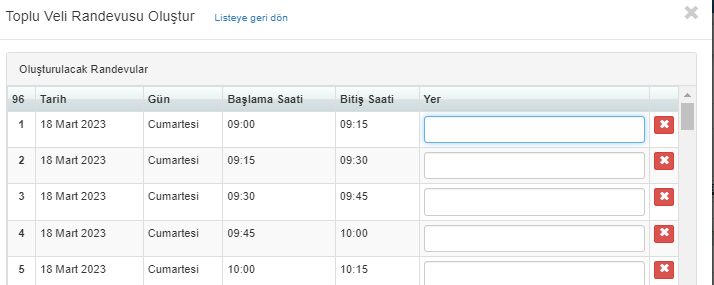 Toplu Veli Randevusu Oluştur Listeye geri dön
Oluşturulacak Randevular
96 Tarih Gün Başlama Saati Bitiş Saati Yer
1 18 Mart 2023 Cumartesi 09:00 09:15
2 18 Mart 2023 Cumartesi 09:15 09:30
3 18 Mart 2023 Cumartesi 09:30 09:45
4 18 Mart 2023 Cumartesi 09:45 10:00
5 18 Mart 2023 Cumartesi 10:00 10:15